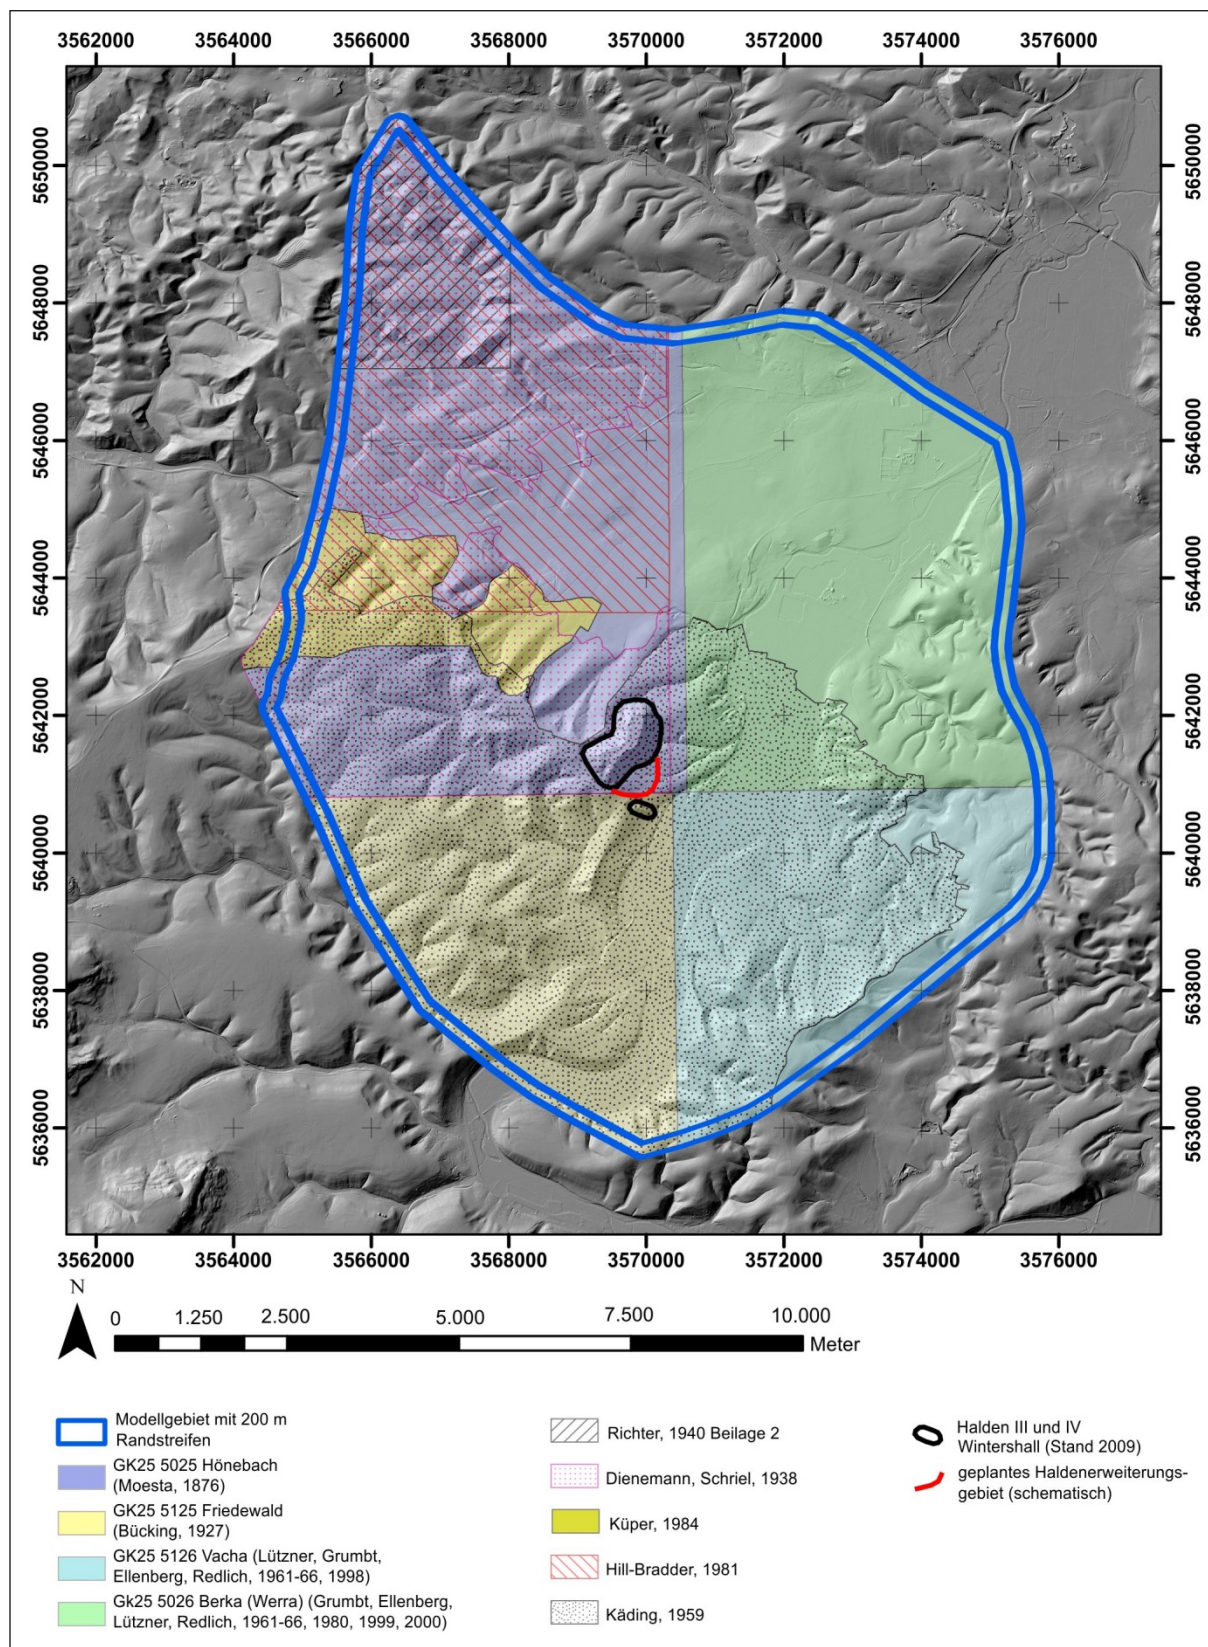 3562000 3564000 3566000 3568000 3570000 3572000 3574000 3576000
5650000 5650000
5648000 5648000
5646000 5646000
5644000 5644000
5642000 5642000
5640000 5640000
5638000 5638000
5636000 5636000
3562000 3564000 3566000 3568000 3570000 3572000 3574000 3576000
N
0 1.250 2.500 5.000 7.500 10.000
Meter
Modellgebiet mit 200 m
Randstreifen
GK25 5025 Hönebach
(Moesta, 1876)
GK25 5125 Friedewald
(Bücking, 1927)
GK25 5126 Vacha (Lützner, Grumbt,
Ellenberg, Redlich, 1961-66, 1998)
Gk25 5026 Berka (Werra) (Grumbt, Ellenberg,
Lützner, Redlich, 1961-66, 1980, 1999, 2000)
Richter, 1940 Beilage 2
Dienemann, Schriel, 1938
Küper, 1984
Hill-Bradder, 1981
Käding, 1959
Halden III und IV
Wintershall (Stand 2009)
geplantes Haldenerweiterungs-
gebiet (schematisch)